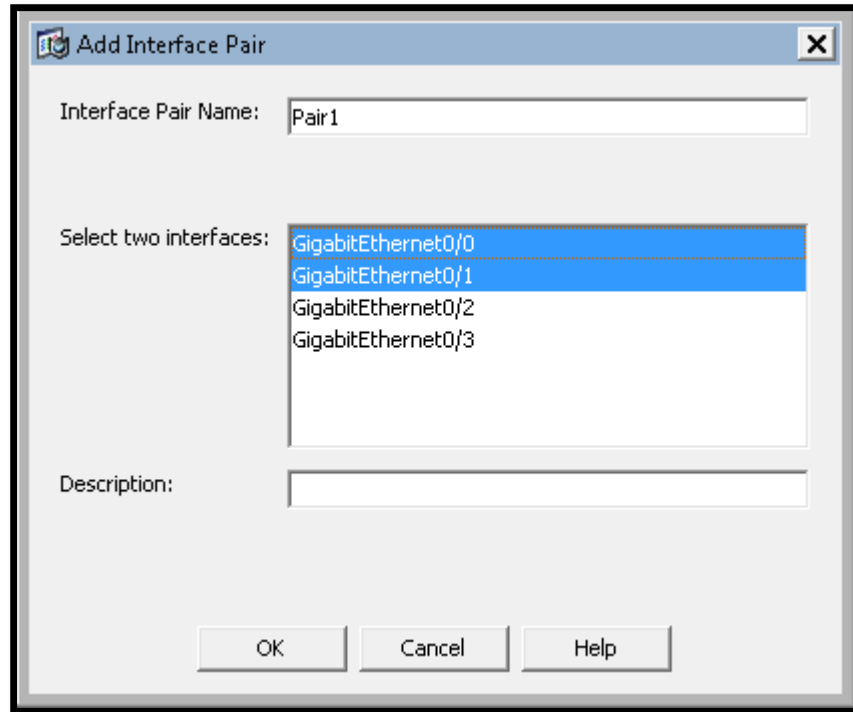 Add Interface Pair
Interface Pair Name: Pair1
Select two interfaces: GigabitEthernet0/0
GigabitEthernet0/1
GigabitEthernet0/2
GigabitEthernet0/3
Description:
OK Cancel Help